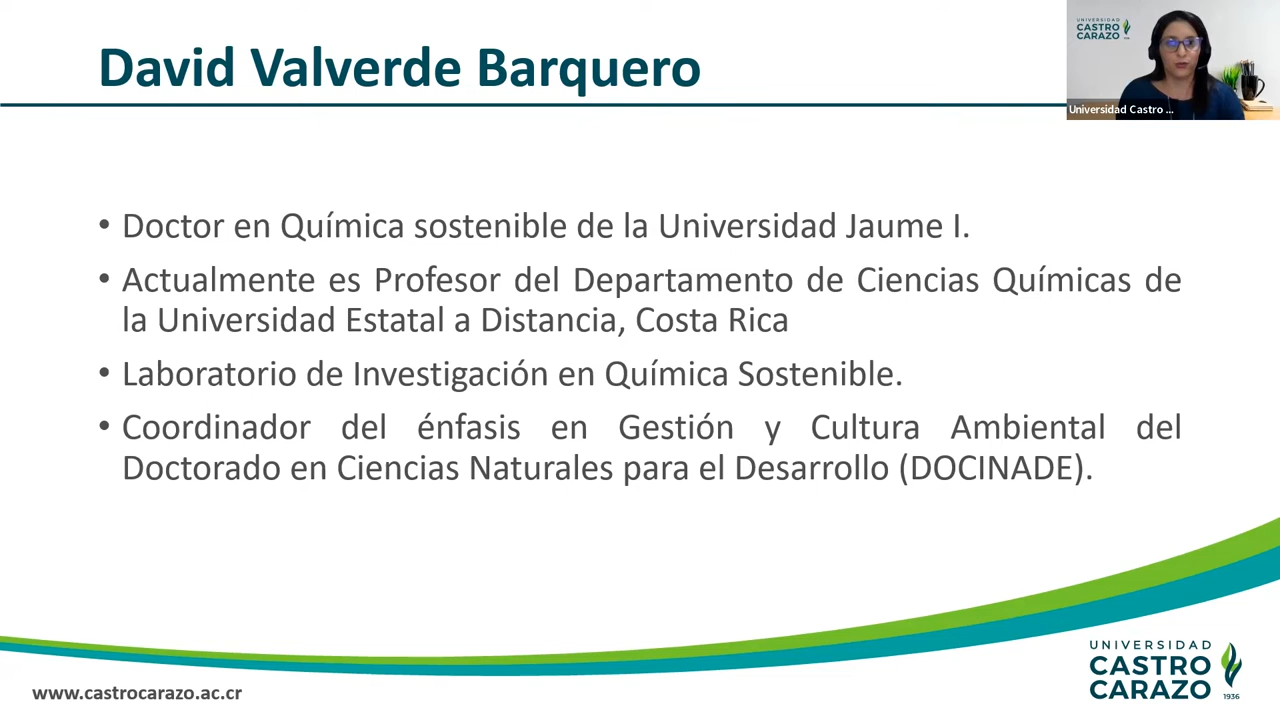 David Valverde Barquero
UNIVERSIDAD
CASTRO
CARAZO
Universidad Castro ...
• Doctor en Química sostenible de la Universidad Jaume I.
• Actualmente es Profesor del Departamento de Ciencias Químicas de
la Universidad Estatal a Distancia, Costa Rica
• Laboratorio de Investigación en Química Sostenible.
• Coordinador del énfasis en Gestión y Cultura Ambiental del
Doctorado en Ciencias Naturales para el Desarrollo (DOCINADE).
www.castrocarazo.ac.cr
UNIVERSIDAD
CASTRO
CARAZO
1936